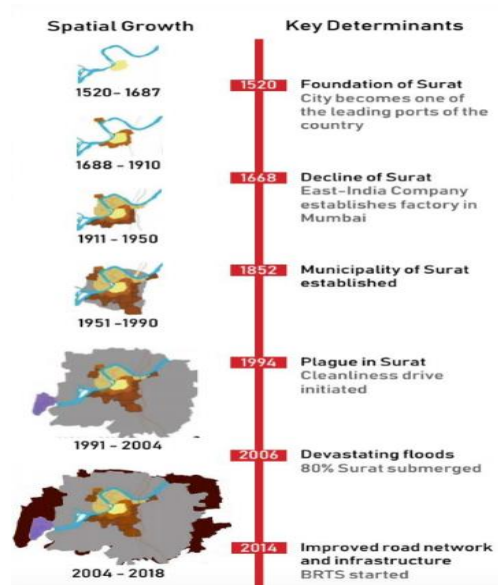 Spatial Growth
1520- 1687
1688 - 1910
1911 - 1950
1951 -1990
1991 - 2004
2004 - 2018
Key Determinants
1520
Foundation of Surat
City becomes one of
the leading ports of the
country
1668
Decline of Surat
East-India Company
establishes factory in
Mumbai
1852
Municipality of Surat
established
1994
Plague in Surat
Cleanliness drive
initiated
2006
Devastating floods
80% Surat submerged
2014
Improved road network
and infrastructure
BRTS started